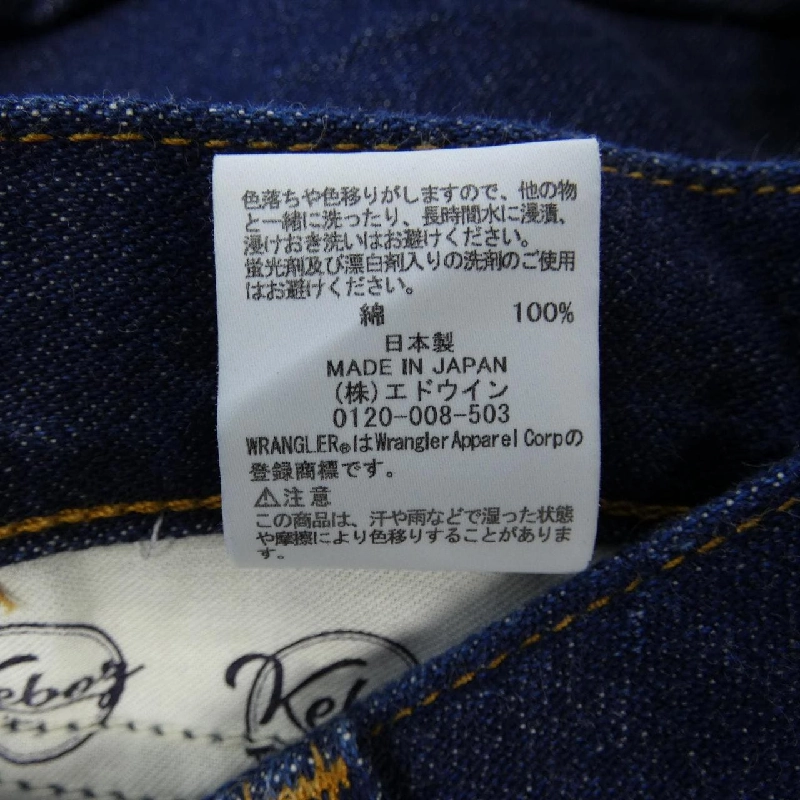 色落ちや色移りがしますので、他の物
と一緒に洗ったり、長時間水に浸漬、
浸けおき洗いはお避けください。
蛍光剤及び漂白剤入りの洗剤のご使用
はお避けください。
綿 100%
日本製
MADE IN JAPAN
(株)エドウイン
0120-008-503
WRANGLER®はWrangler Apparel Corpの
登録商標です。
⚠注意
この商品は、汗や雨などで湿った状態
や摩擦により色移りすることがありま
す。
Keboz
Keb